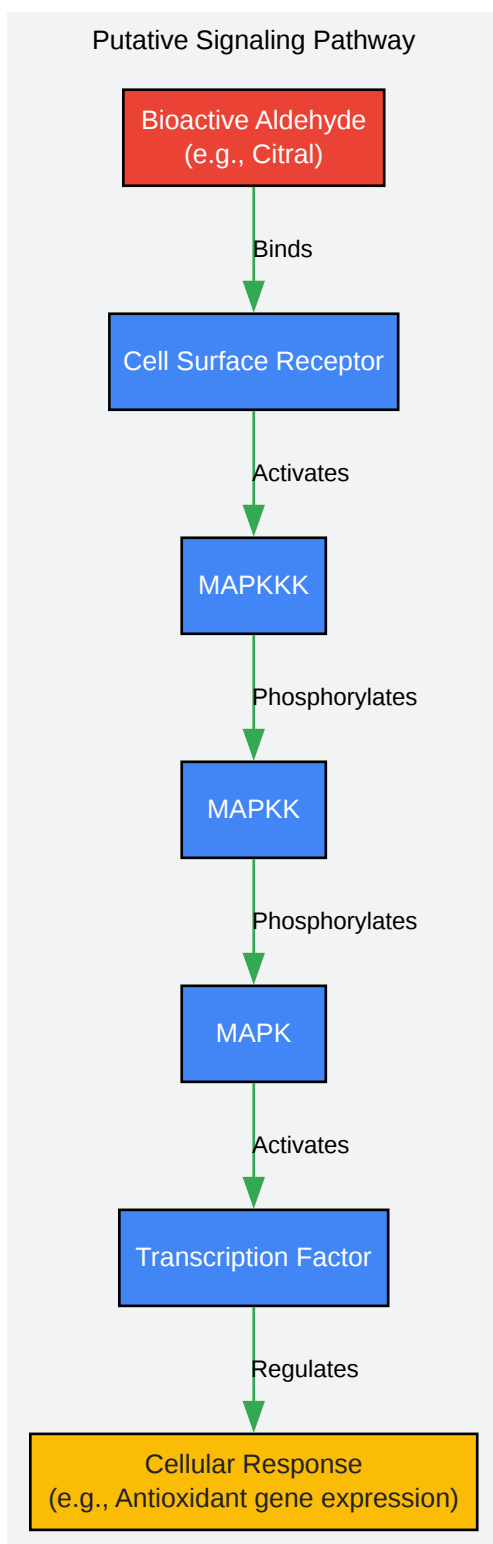 Putative Signaling Pathway
Bioactive Aldehyde
(e.g., Citral)
Binds
Cell Surface Receptor
Activates
MAPKKK
Phosphorylates
MAPKK
Phosphorylates
MAPK
Activates
Transcription Factor
Regulates
Cellular Response
(e.g., Antioxidant gene expression)